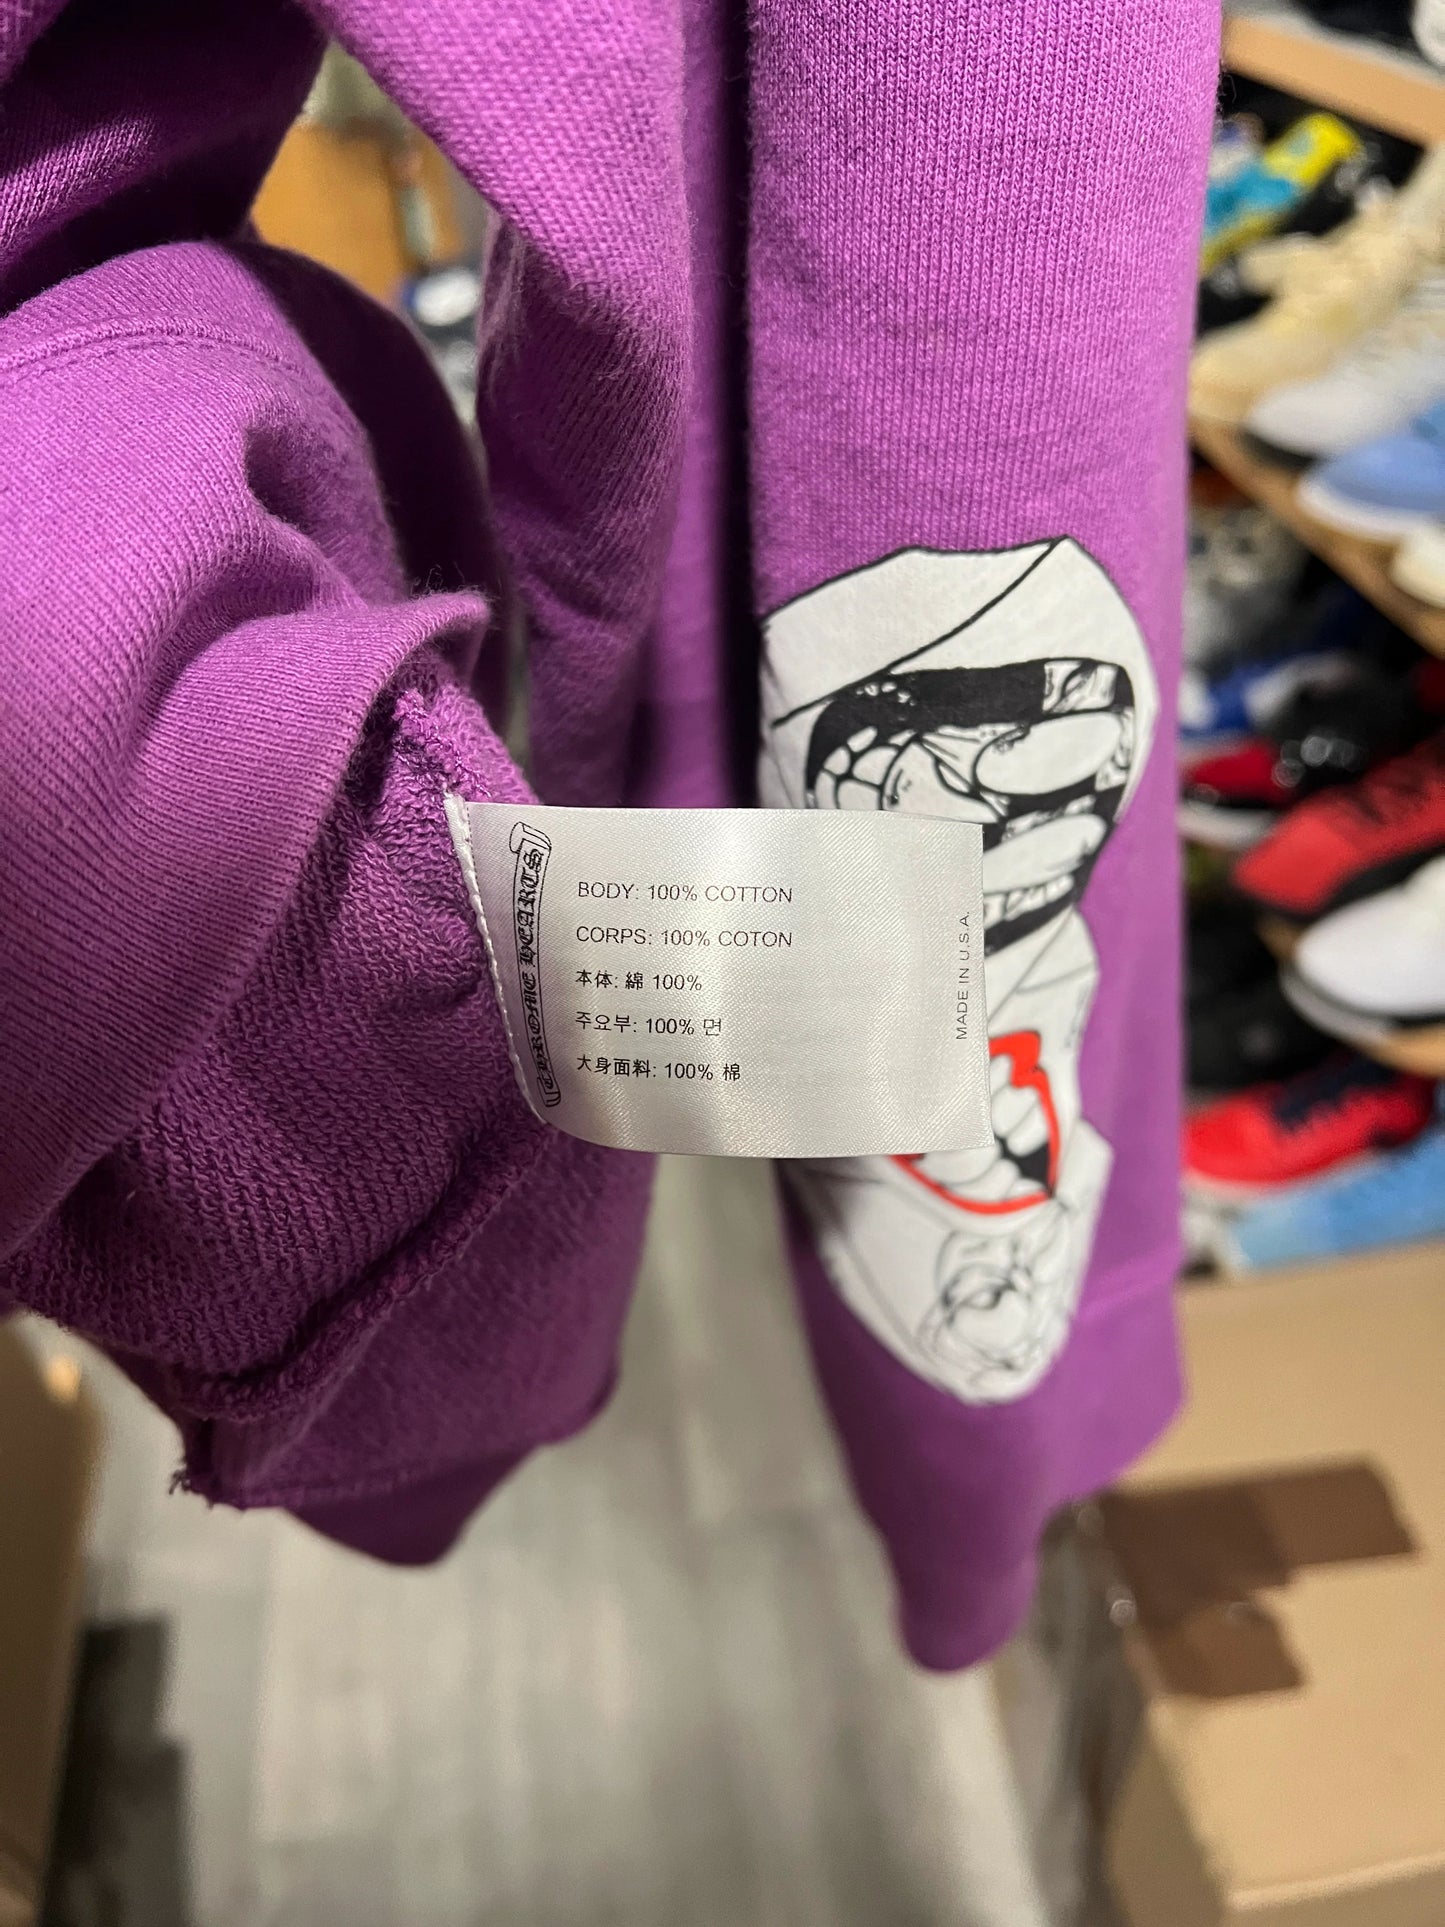 CHROME HEARTS
BODY: 100% COTTON
CORPS: 100% COTON
本体: 綿 100%
주요부: 100% 면
大身面料: 100% 棉
MADE IN U.S.A.